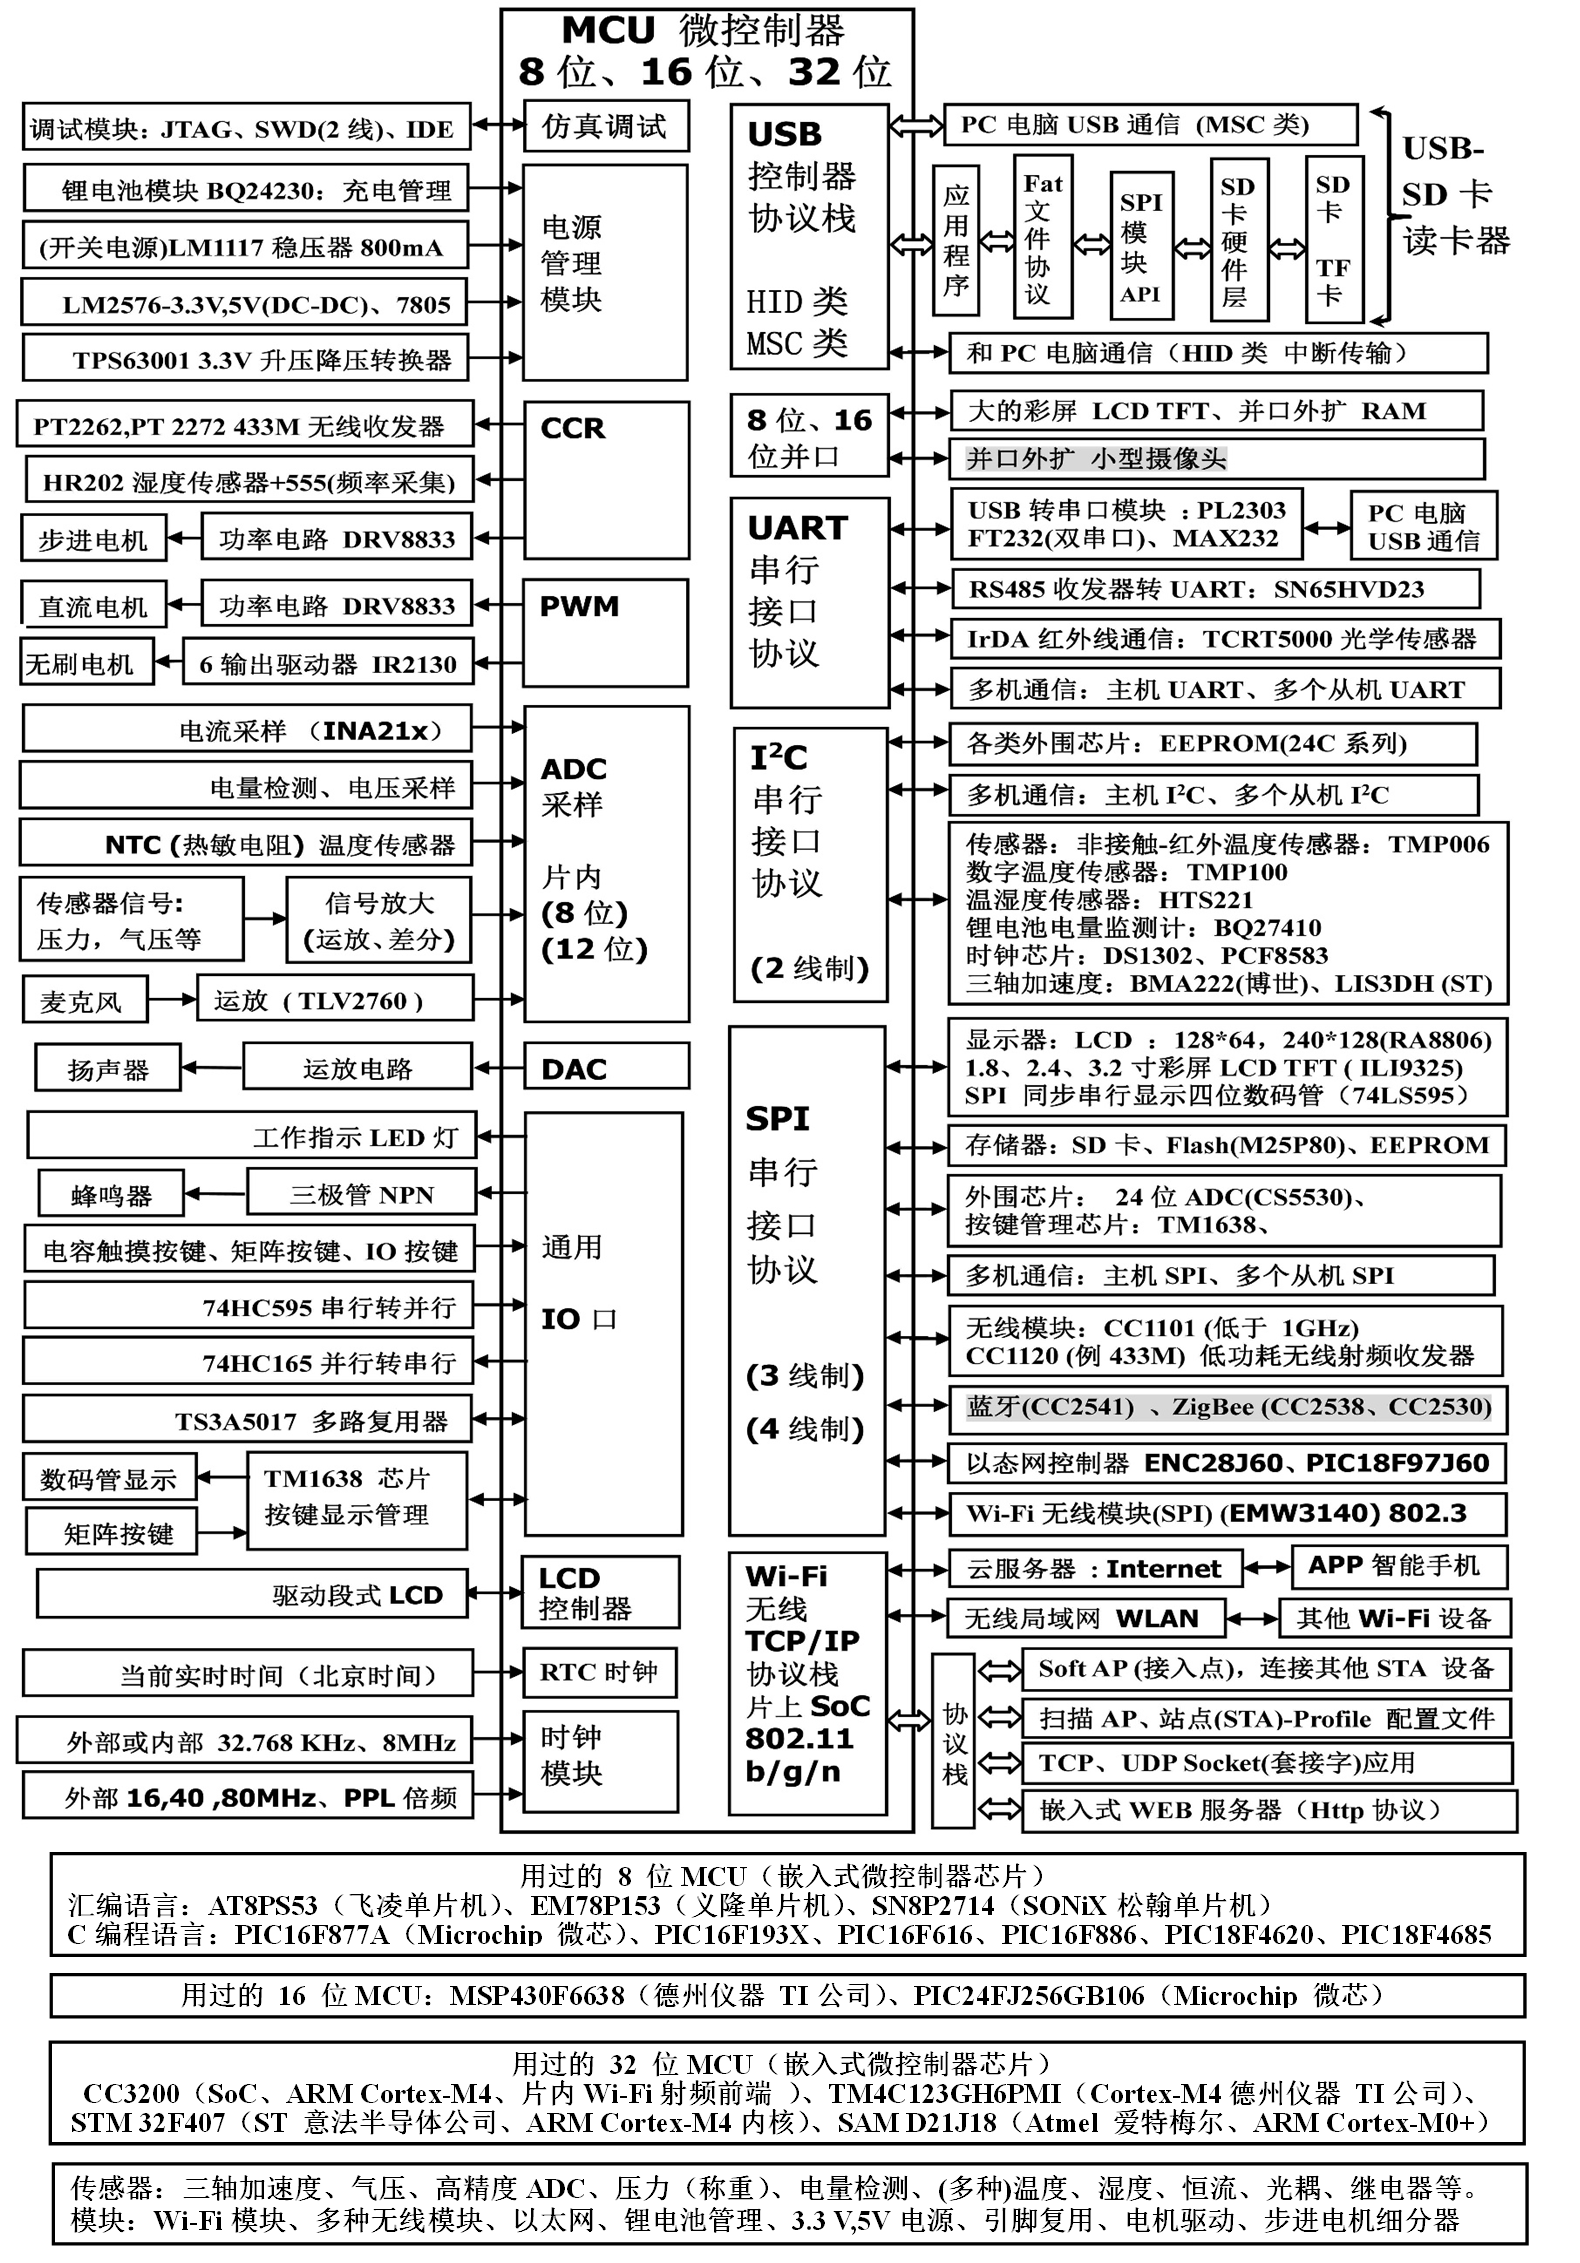 MCU 微控制器
8 位、16 位、32 位
调试模块：JTAG、SWD(2 线)、IDE
仿真调试
锂电池模块 BQ24230：充电管理
(开关电源)LM1117 稳压器 800mA
LM2576-3.3V,5V(DC-DC)、7805
TPS63001 3.3V 升压降压转换器
电源
管理
模块
PT2262,PT 2272 433M 无线收发器
HR202 湿度传感器+555(频率采集)
步进电机
功率电路 DRV8833
CCR
直流电机
功率电路 DRV8833
无刷电机
6 输出驱动器 IR2130
PWM
电流采样 （INA21x）
电量检测、电压采样
NTC (热敏电阻) 温度传感器
传感器信号:
压力，气压等
信号放大
(运放、差分)
麦克风
运放 ( TLV2760 )
ADC
采样
片内
(8 位)
(12 位)
扬声器
运放电路
DAC
工作指示 LED 灯
蜂鸣器
三极管 NPN
电容触摸按键、矩阵按键、IO 按键
74HC595 串行转并行
74HC165 并行转串行
TS3A5017 多路复用器
数码管显示
矩阵按键
TM1638 芯片
按键显示管理
通用
IO 口
驱动段式 LCD
LCD
控制器
当前实时时间（北京时间）
RTC 时钟
外部或内部 32.768 KHz、8MHz
外部 16,40 ,80MHz、PPL 倍频
时钟
模块
USB
控制器
协议栈
HID 类
MSC 类
PC 电脑 USB 通信 (MSC 类)
应用程序
Fat文件协议
SPI
模
块
API
SD
卡
硬
件
层
SD
卡
TF
卡
USB-
SD 卡
读卡器
和 PC 电脑通信（HID 类 中断传输）
8 位、16
位并口
大的彩屏 LCD TFT、并口外扩 RAM
并口外扩 小型摄像头
UART
串行
接口
协议
USB 转串口模块 ：PL2303
FT232(双串口)、MAX232
PC 电脑
USB 通信
RS485 收发器转 UART：SN65HVD23
IrDA 红外线通信：TCRT5000 光学传感器
多机通信：主机 UART、多个从机 UART
I²C
串行
接口
协议
(2 线制)
各类外围芯片：EEPROM(24C 系列)
多机通信：主机 I²C、多个从机 I²C
传感器：非接触-红外温度传感器：TMP006
数字温度传感器：TMP100
温湿度传感器：HTS221
锂电池电量监测计：BQ27410
时钟芯片：DS1302、PCF8583
三轴加速度：BMA222(博世)、LIS3DH (ST)
SPI
串行
接口
协议
(3 线制)
(4 线制)
显示器：LCD ：128*64，240*128(RA8806)
1.8、2.4、3.2 寸彩屏 LCD TFT ( ILI9325)
SPI 同步串行显示四位数码管（74LS595）
存储器：SD 卡、Flash(M25P80)、EEPROM
外围芯片： 24 位 ADC(CS5530)、
按键管理芯片：TM1638、
多机通信：主机 SPI、多个从机 SPI
无线模块：CC1101 (低于 1GHz)
CC1120 (例 433M) 低功耗无线射频收发器
蓝牙(CC2541) 、ZigBee (CC2538、CC2530)
以态网控制器 ENC28J60、PIC18F97J60
Wi-Fi 无线模块(SPI) (EMW3140) 802.3
Wi-Fi
无线
TCP/IP
协议栈
片上 SoC
802.11
b/g/n
云服务器 ：Internet
APP 智能手机
无线局域网 WLAN
其他 Wi-Fi 设备
协议栈
Soft AP (接入点)，连接其他 STA 设备
扫描 AP、站点(STA)-Profile 配置文件
TCP、UDP Socket(套接字)应用
嵌入式 WEB 服务器（Http 协议）
用过的 8 位 MCU（嵌入式微控制器芯片）
汇编语言：AT8PS53（飞凌单片机）、EM78P153（义隆单片机）、SN8P2714（SONiX 松翰单片机）
C 编程语言：PIC16F877A（Microchip 微芯）、PIC16F193X、PIC16F616、PIC16F886、PIC18F4620、PIC18F4685
用过的 16 位 MCU：MSP430F6638（德州仪器 TI 公司）、PIC24FJ256GB106（Microchip 微芯）
用过的 32 位 MCU（嵌入式微控制器芯片）
CC3200（SoC、ARM Cortex-M4、片内 Wi-Fi 射频前端 ）、TM4C123GH6PMI（Cortex-M4 德州仪器 TI 公司）、
STM 32F407（ST 意法半导体公司、ARM Cortex-M4 内核）、SAM D21J18（Atmel 爱特梅尔、ARM Cortex-M0+）
传感器：三轴加速度、气压、高精度 ADC、压力（称重）、电量检测、(多种)温度、湿度、恒流、光耦、继电器等。
模块：Wi-Fi 模块、多种无线模块、以太网、锂电池管理、3.3 V,5V 电源、引脚复用、电机驱动、步进电机细分器